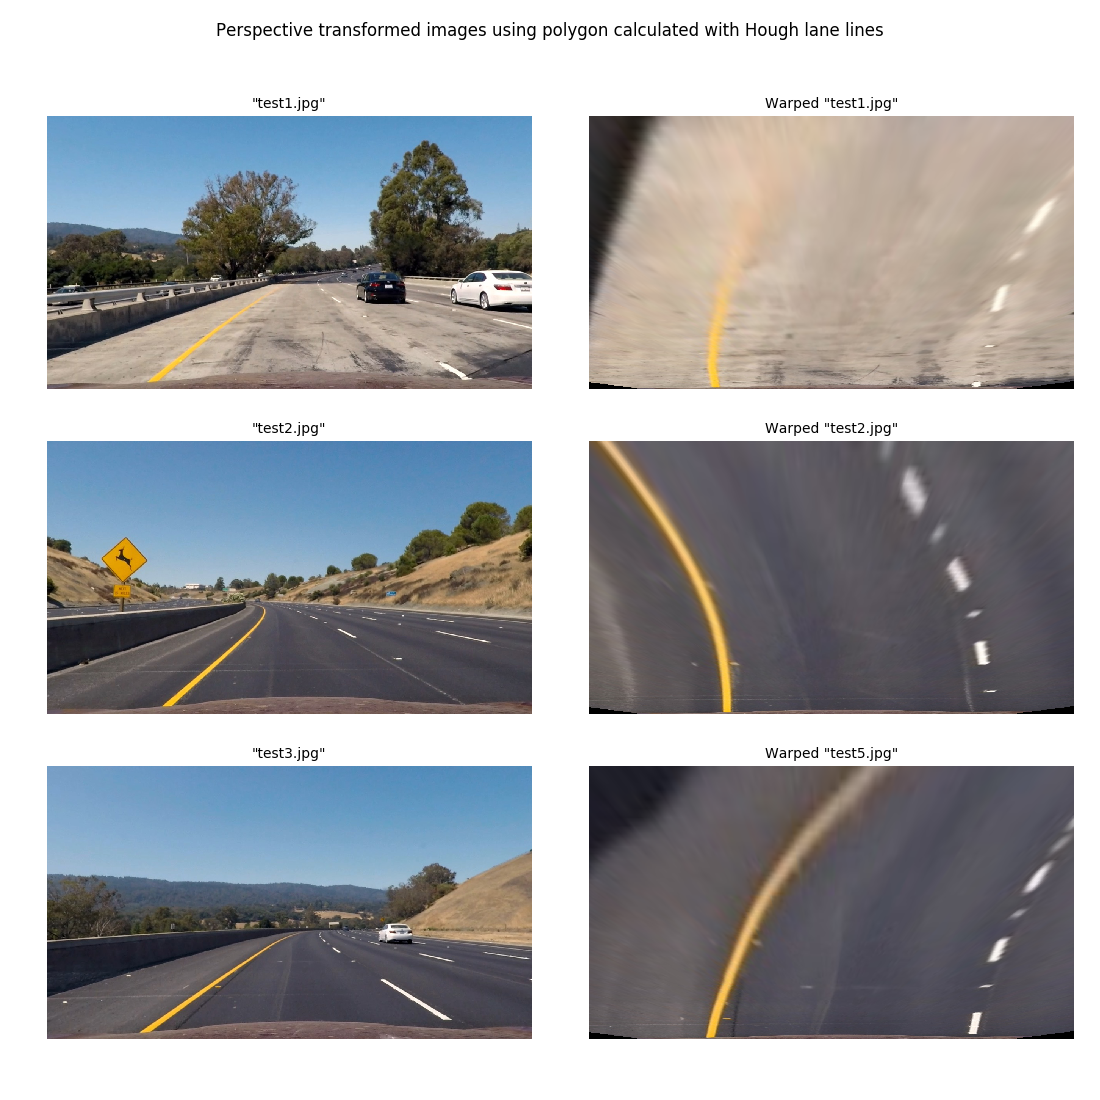 Perspective transformed images using polygon calculated with Hough lane lines
"test1.jpg"
Warped "test1.jpg"
"test2.jpg"
Warped "test2.jpg"
"test3.jpg"
Warped "test5.jpg"